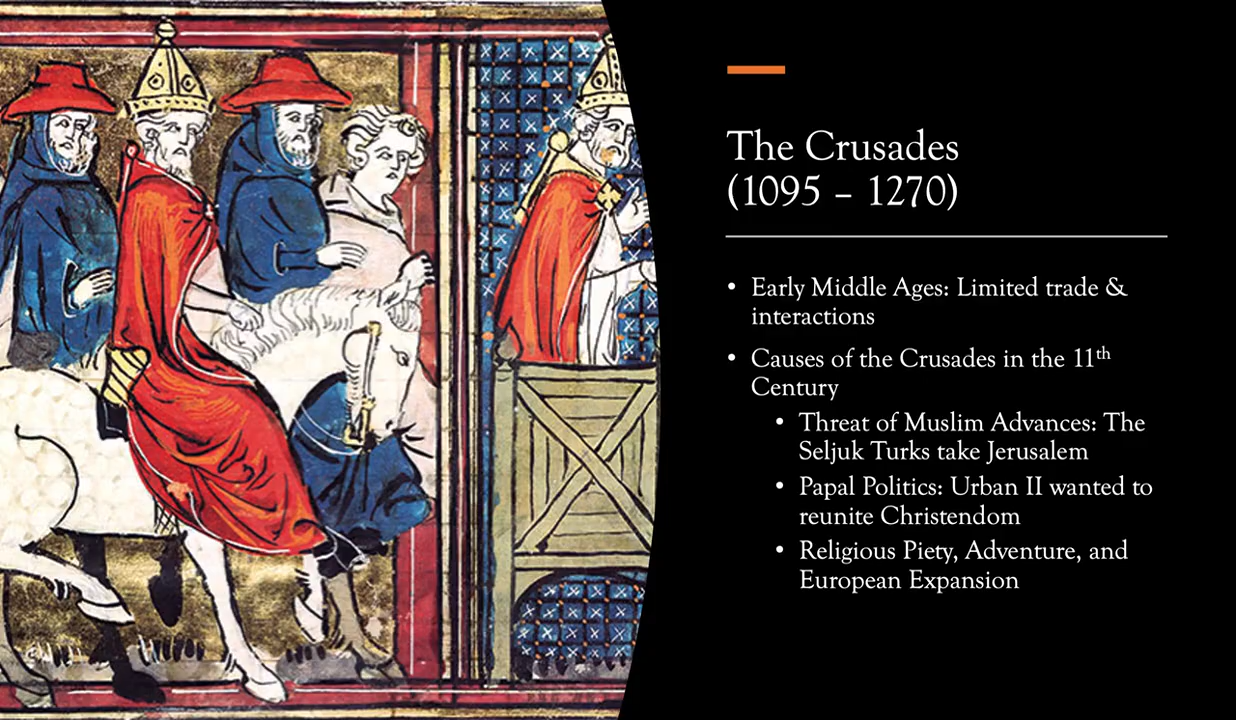 The Crusades
(1095 – 1270)
• Early Middle Ages: Limited trade &
interactions
• Causes of the Crusades in the 11th
Century
• Threat of Muslim Advances: The
Seljuk Turks take Jerusalem
• Papal Politics: Urban II wanted to
reunite Christendom
• Religious Piety, Adventure, and
European Expansion